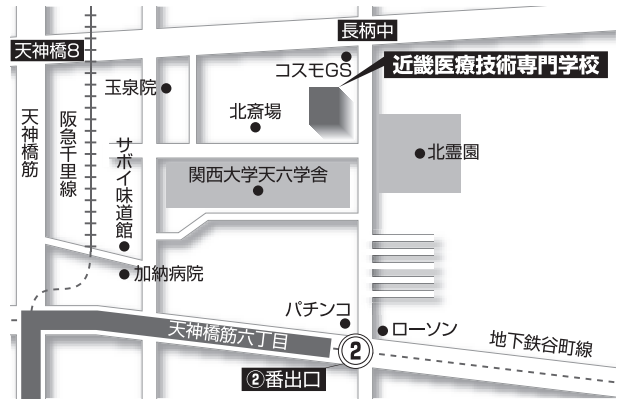 長柄中
天神橋8
近畿医療技術専門学校
コスモGS
玉泉院
北斎場
天神橋筋
阪急千里線
サボイ味道館
北霊園
関西大学天六学舎
加納病院
パチンコ
ローソン
天神橋筋六丁目
地下鉄谷町線
②
②番出口